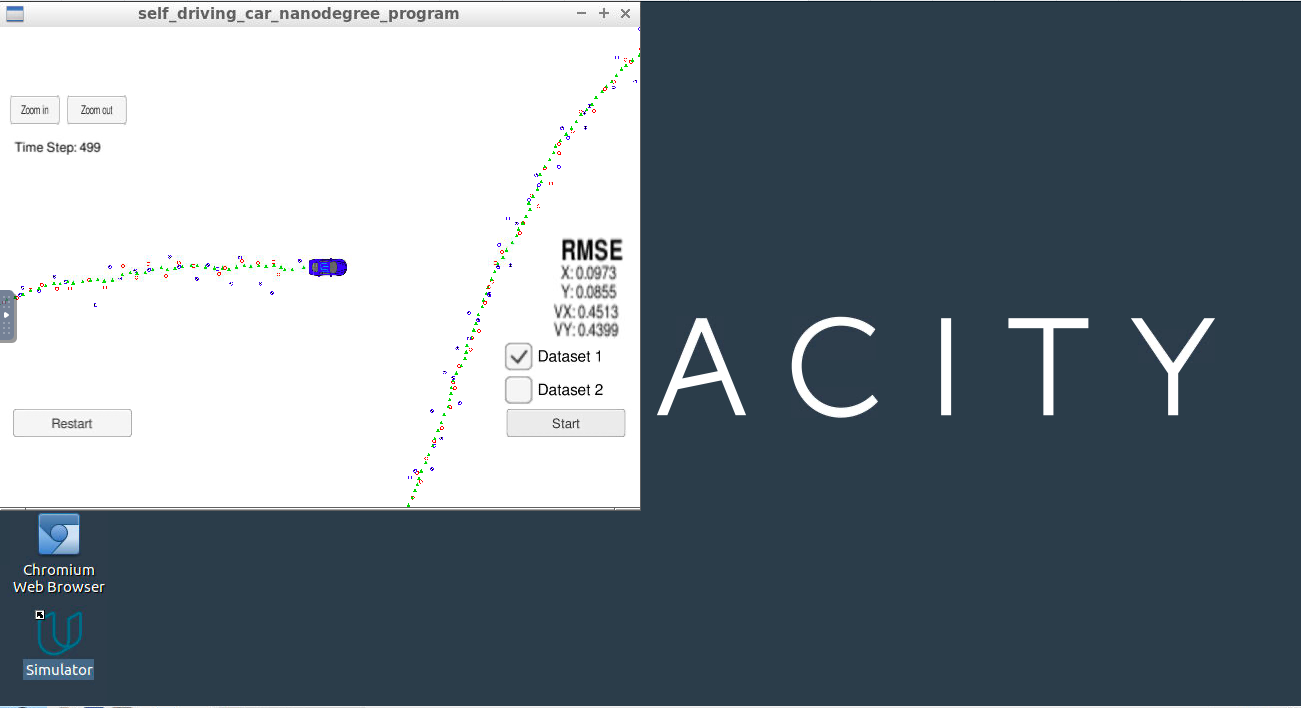 self_driving_car_nanodegree_program
Zoom in
Zoom out
Time Step: 499
RMSE
X: 0.0973
Y: 0.0855
VX: 0.4513
VY: 0.4399
Dataset 1
Dataset 2
Restart
Start
ACITY
Chromium
Web Browser
Simulator